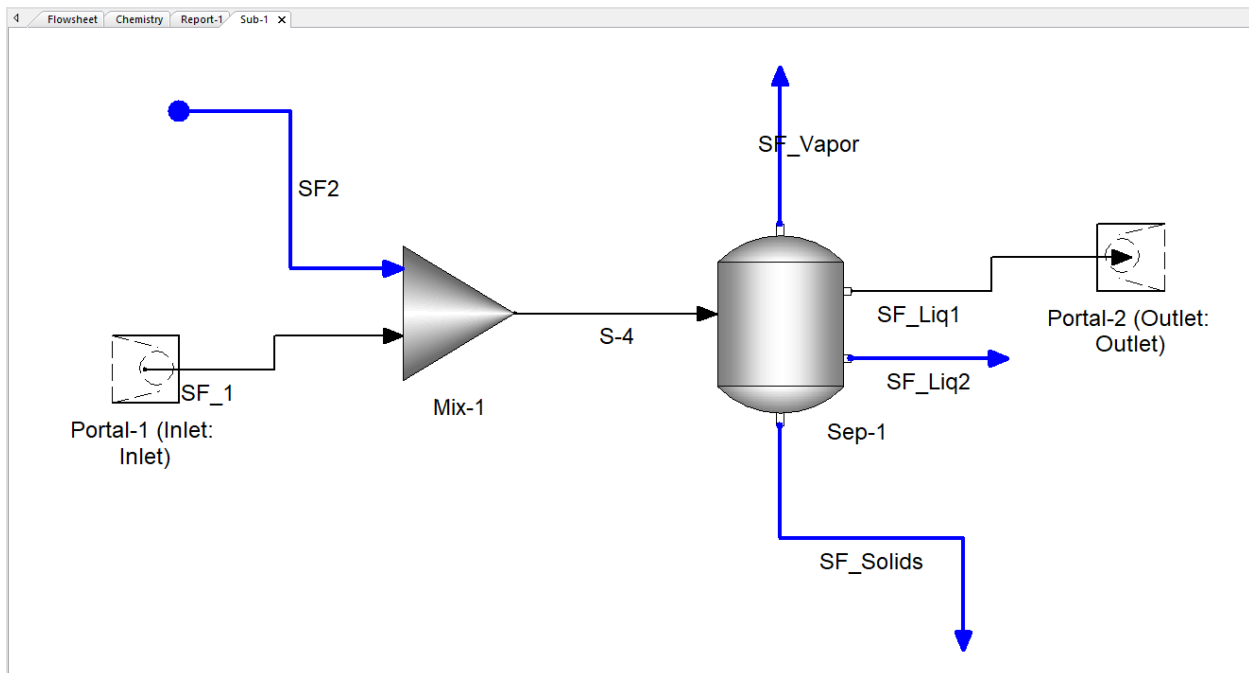 Flowsheet
Chemistry
Report-1
Sub-1
SF_Vapor
SF2
SF_Liq1
Portal-2 (Outlet:
Outlet)
S-4
SF_Liq2
SF_1
Mix-1
Sep-1
Portal-1 (Inlet:
Inlet)
SF_Solids